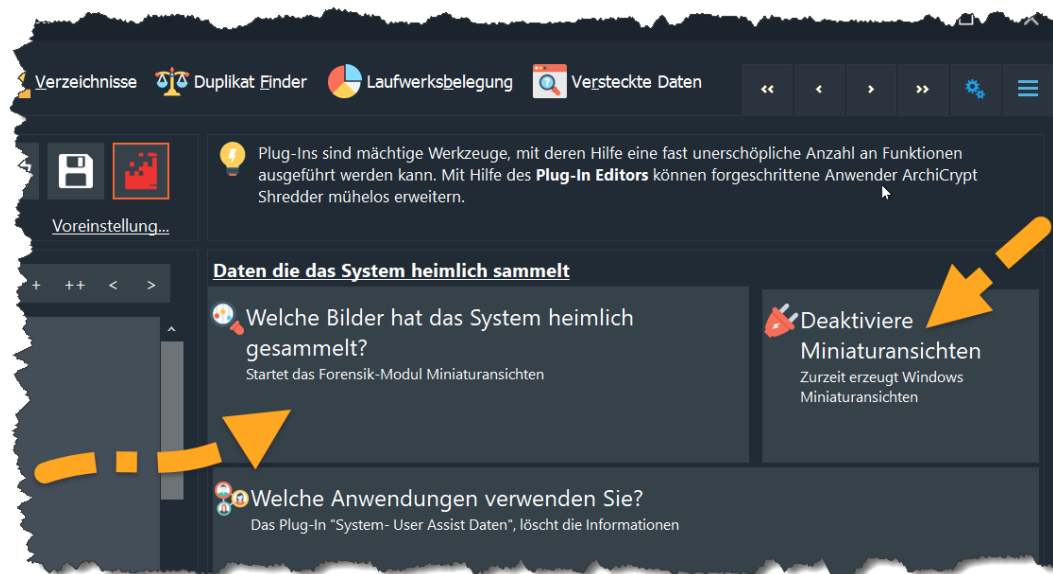 Verzeichnisse
Duplikat Finder
Laufwerksbelegung
Versteckte Daten
Plug-Ins sind mächtige Werkzeuge, mit deren Hilfe eine fast unerschöpfliche Anzahl an Funktionen
ausgeführt werden kann. Mit Hilfe des Plug-In Editors können forgeschrittene Anwender ArchiCrypt
Shredder mühelos erweitern.
Voreinstellung...
+ ++ < >
Daten die das System heimlich sammelt
Welche Bilder hat das System heimlich
gesammelt?
Startet das Forensik-Modul Miniaturansichten
Deaktiviere
Miniaturansichten
Zurzeit erzeugt Windows
Miniaturansichten
Welche Anwendungen verwenden Sie?
Das Plug-In "System- User Assist Daten", löscht die Informationen